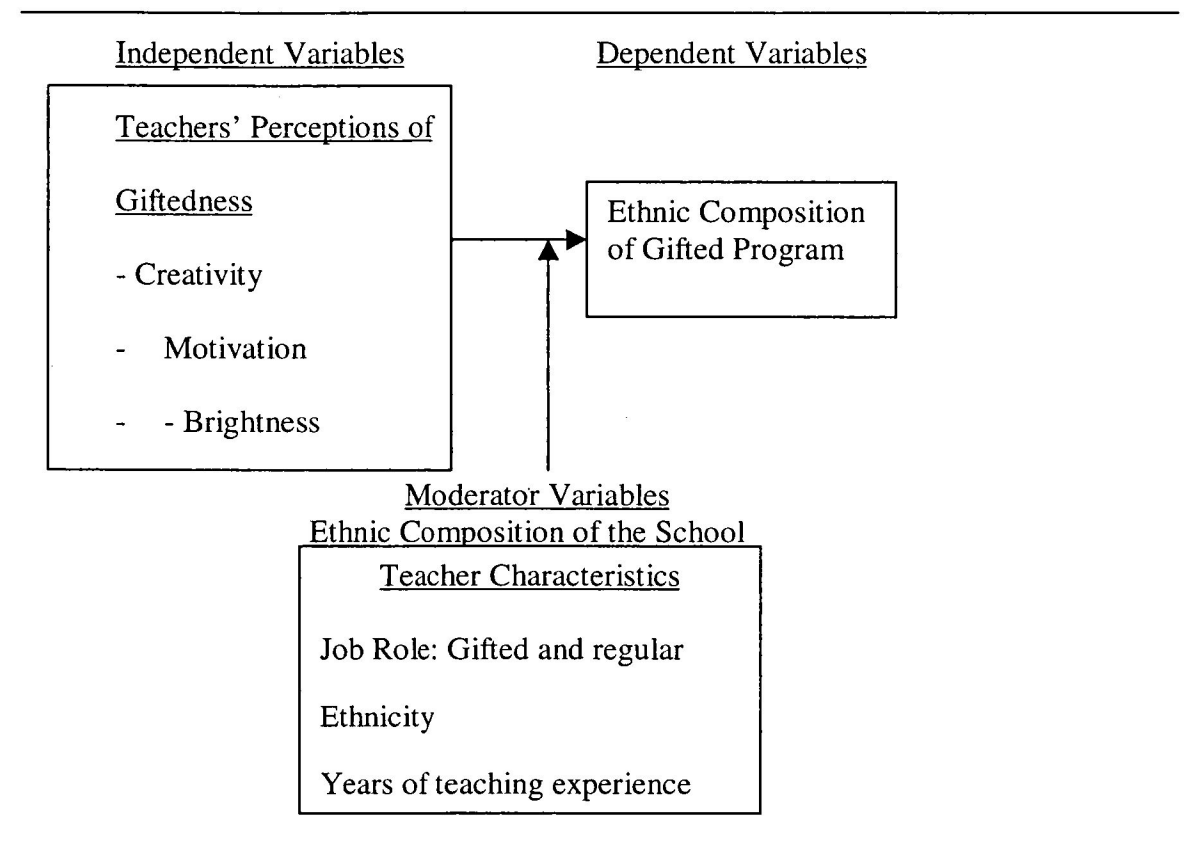 Independent Variables
Dependent Variables
Teachers' Perceptions of
Giftedness
- Creativity
- Motivation
- - Brightness
Ethnic Composition
of Gifted Program
Moderator Variables
Ethnic Composition of the School
Teacher Characteristics
Job Role: Gifted and regular
Ethnicity
Years of teaching experience